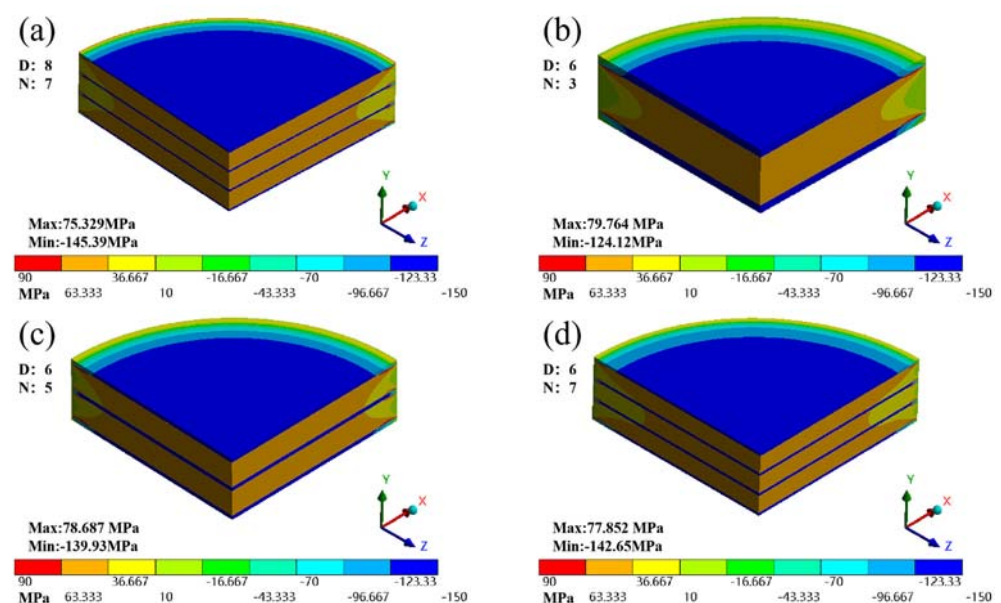 (a)
D: 8
N: 7
Y
X
Z
Max:75.329MPa
Min:-145.39MPa
90 36.667 -16.667 -70 -123.33
MPa 63.333 10 -43.333 -96.667 -150
(b)
D: 6
N: 3
Y
X
Z
Max:79.764 MPa
Min:-124.12MPa
90 36.667 -16.667 -70 -123.33
MPa 63.333 10 -43.333 -96.667 -150
(c)
D: 6
N: 5
Y
X
Z
Max:78.687 MPa
Min:-139.93MPa
90 36.667 -16.667 -70 -123.33
MPa 63.333 10 -43.333 -96.667 -150
(d)
D: 6
N: 7
Y
X
Z
Max:77.852 MPa
Min:-142.65MPa
90 36.667 -16.667 -70 -123.33
MPa 63.333 10 -43.333 -96.667 -150